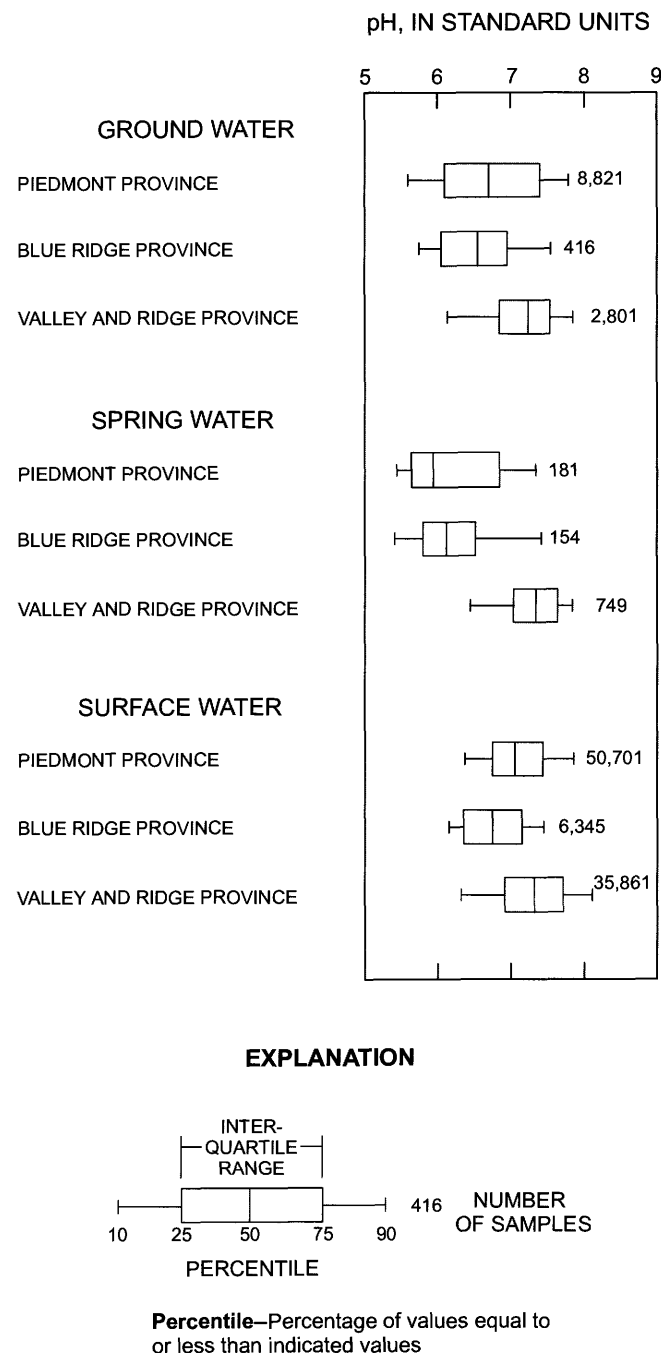 pH, IN STANDARD UNITS
5 6 7 8 9
GROUND WATER
PIEDMONT PROVINCE 8,821
BLUE RIDGE PROVINCE 416
VALLEY AND RIDGE PROVINCE 2,801
SPRING WATER
PIEDMONT PROVINCE 181
BLUE RIDGE PROVINCE 154
VALLEY AND RIDGE PROVINCE 749
SURFACE WATER
PIEDMONT PROVINCE 50,701
BLUE RIDGE PROVINCE 6,345
VALLEY AND RIDGE PROVINCE 35,861
EXPLANATION
INTER-
QUARTILE
RANGE
416 NUMBER
OF SAMPLES
10 25 50 75 90
PERCENTILE
Percentile–Percentage of values equal to
or less than indicated values